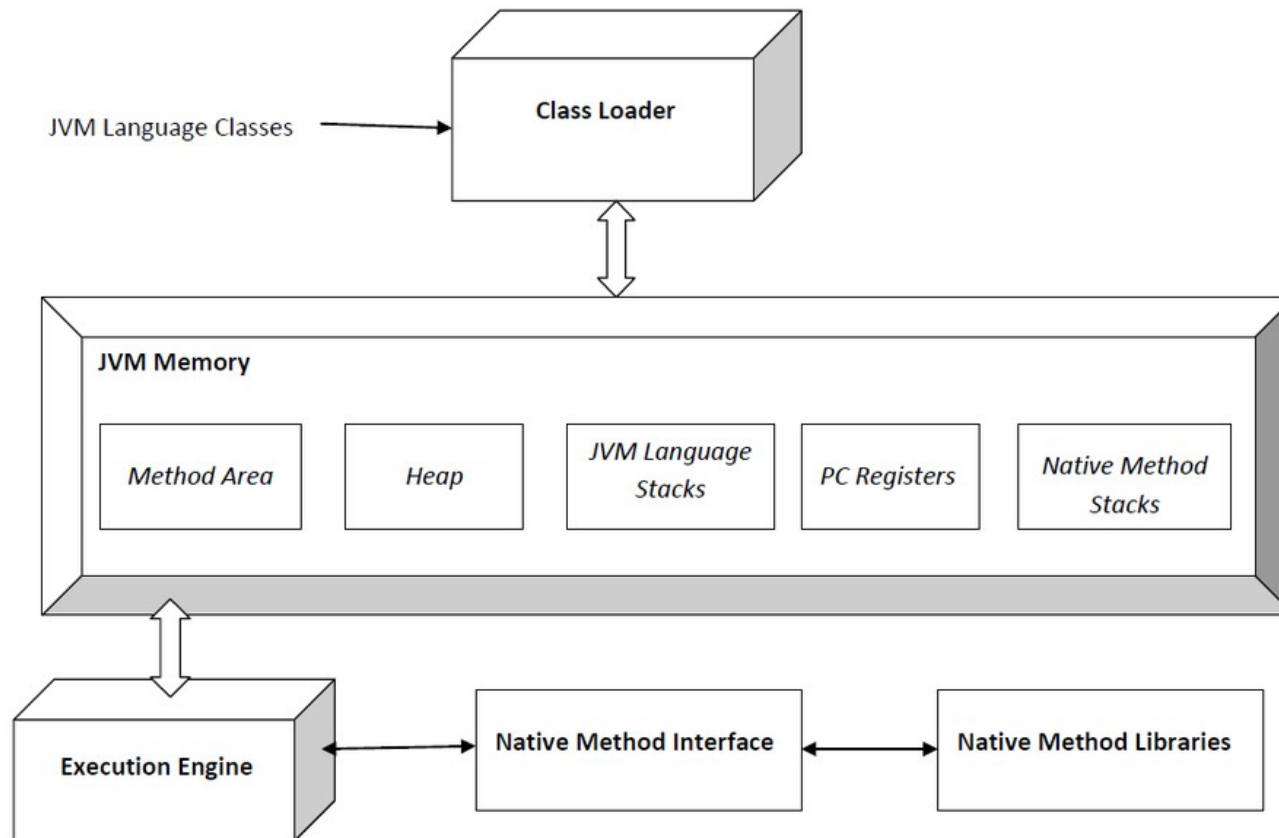 Class Loader
JVM Language Classes
JVM Memory
Method Area
Heap
JVM Language
Stacks
PC Registers
Native Method
Stacks
Execution Engine
Native Method Interface
Native Method Libraries